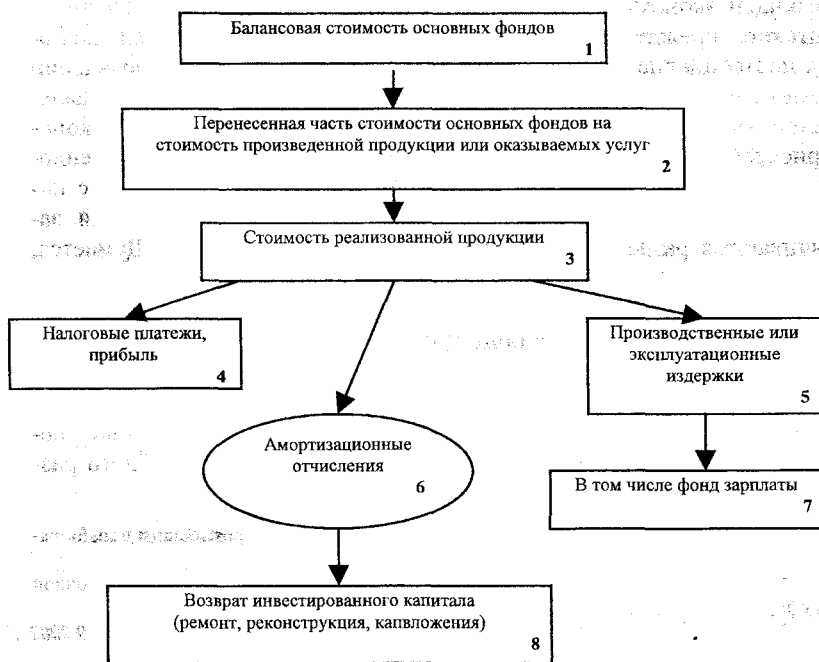 Балансовая стоимость основных фондов
1
Перенесенная часть стоимости основных фондов на
стоимость произведенной продукции или оказываемых услуг
2
Стоимость реализованной продукции
3
Налоговые платежи,
прибыль
4
Производственные или
эксплуатационные
издержки
5
Амортизационные
отчисления
6
В том числе фонд зарплаты
7
Возврат инвестированного капитала
(ремонт, реконструкция, капвложения)
8